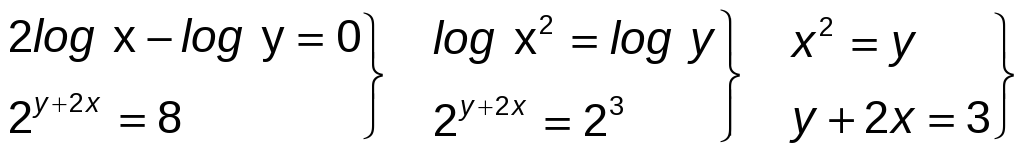 2log x – log y = 0} log x² = log y} x² = y}
2^{y+2x} = 8 2^{y+2x} = 2³ y + 2x = 3